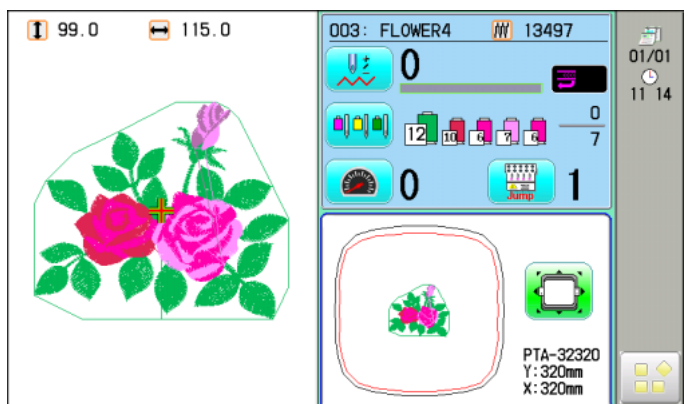 99.0 115.0
003: FLOWER4 13497
0
12 10 6 7 6
0
7
0 Jump 1
PTA-32320
Y:320mm
X:320mm
01/01
11 14